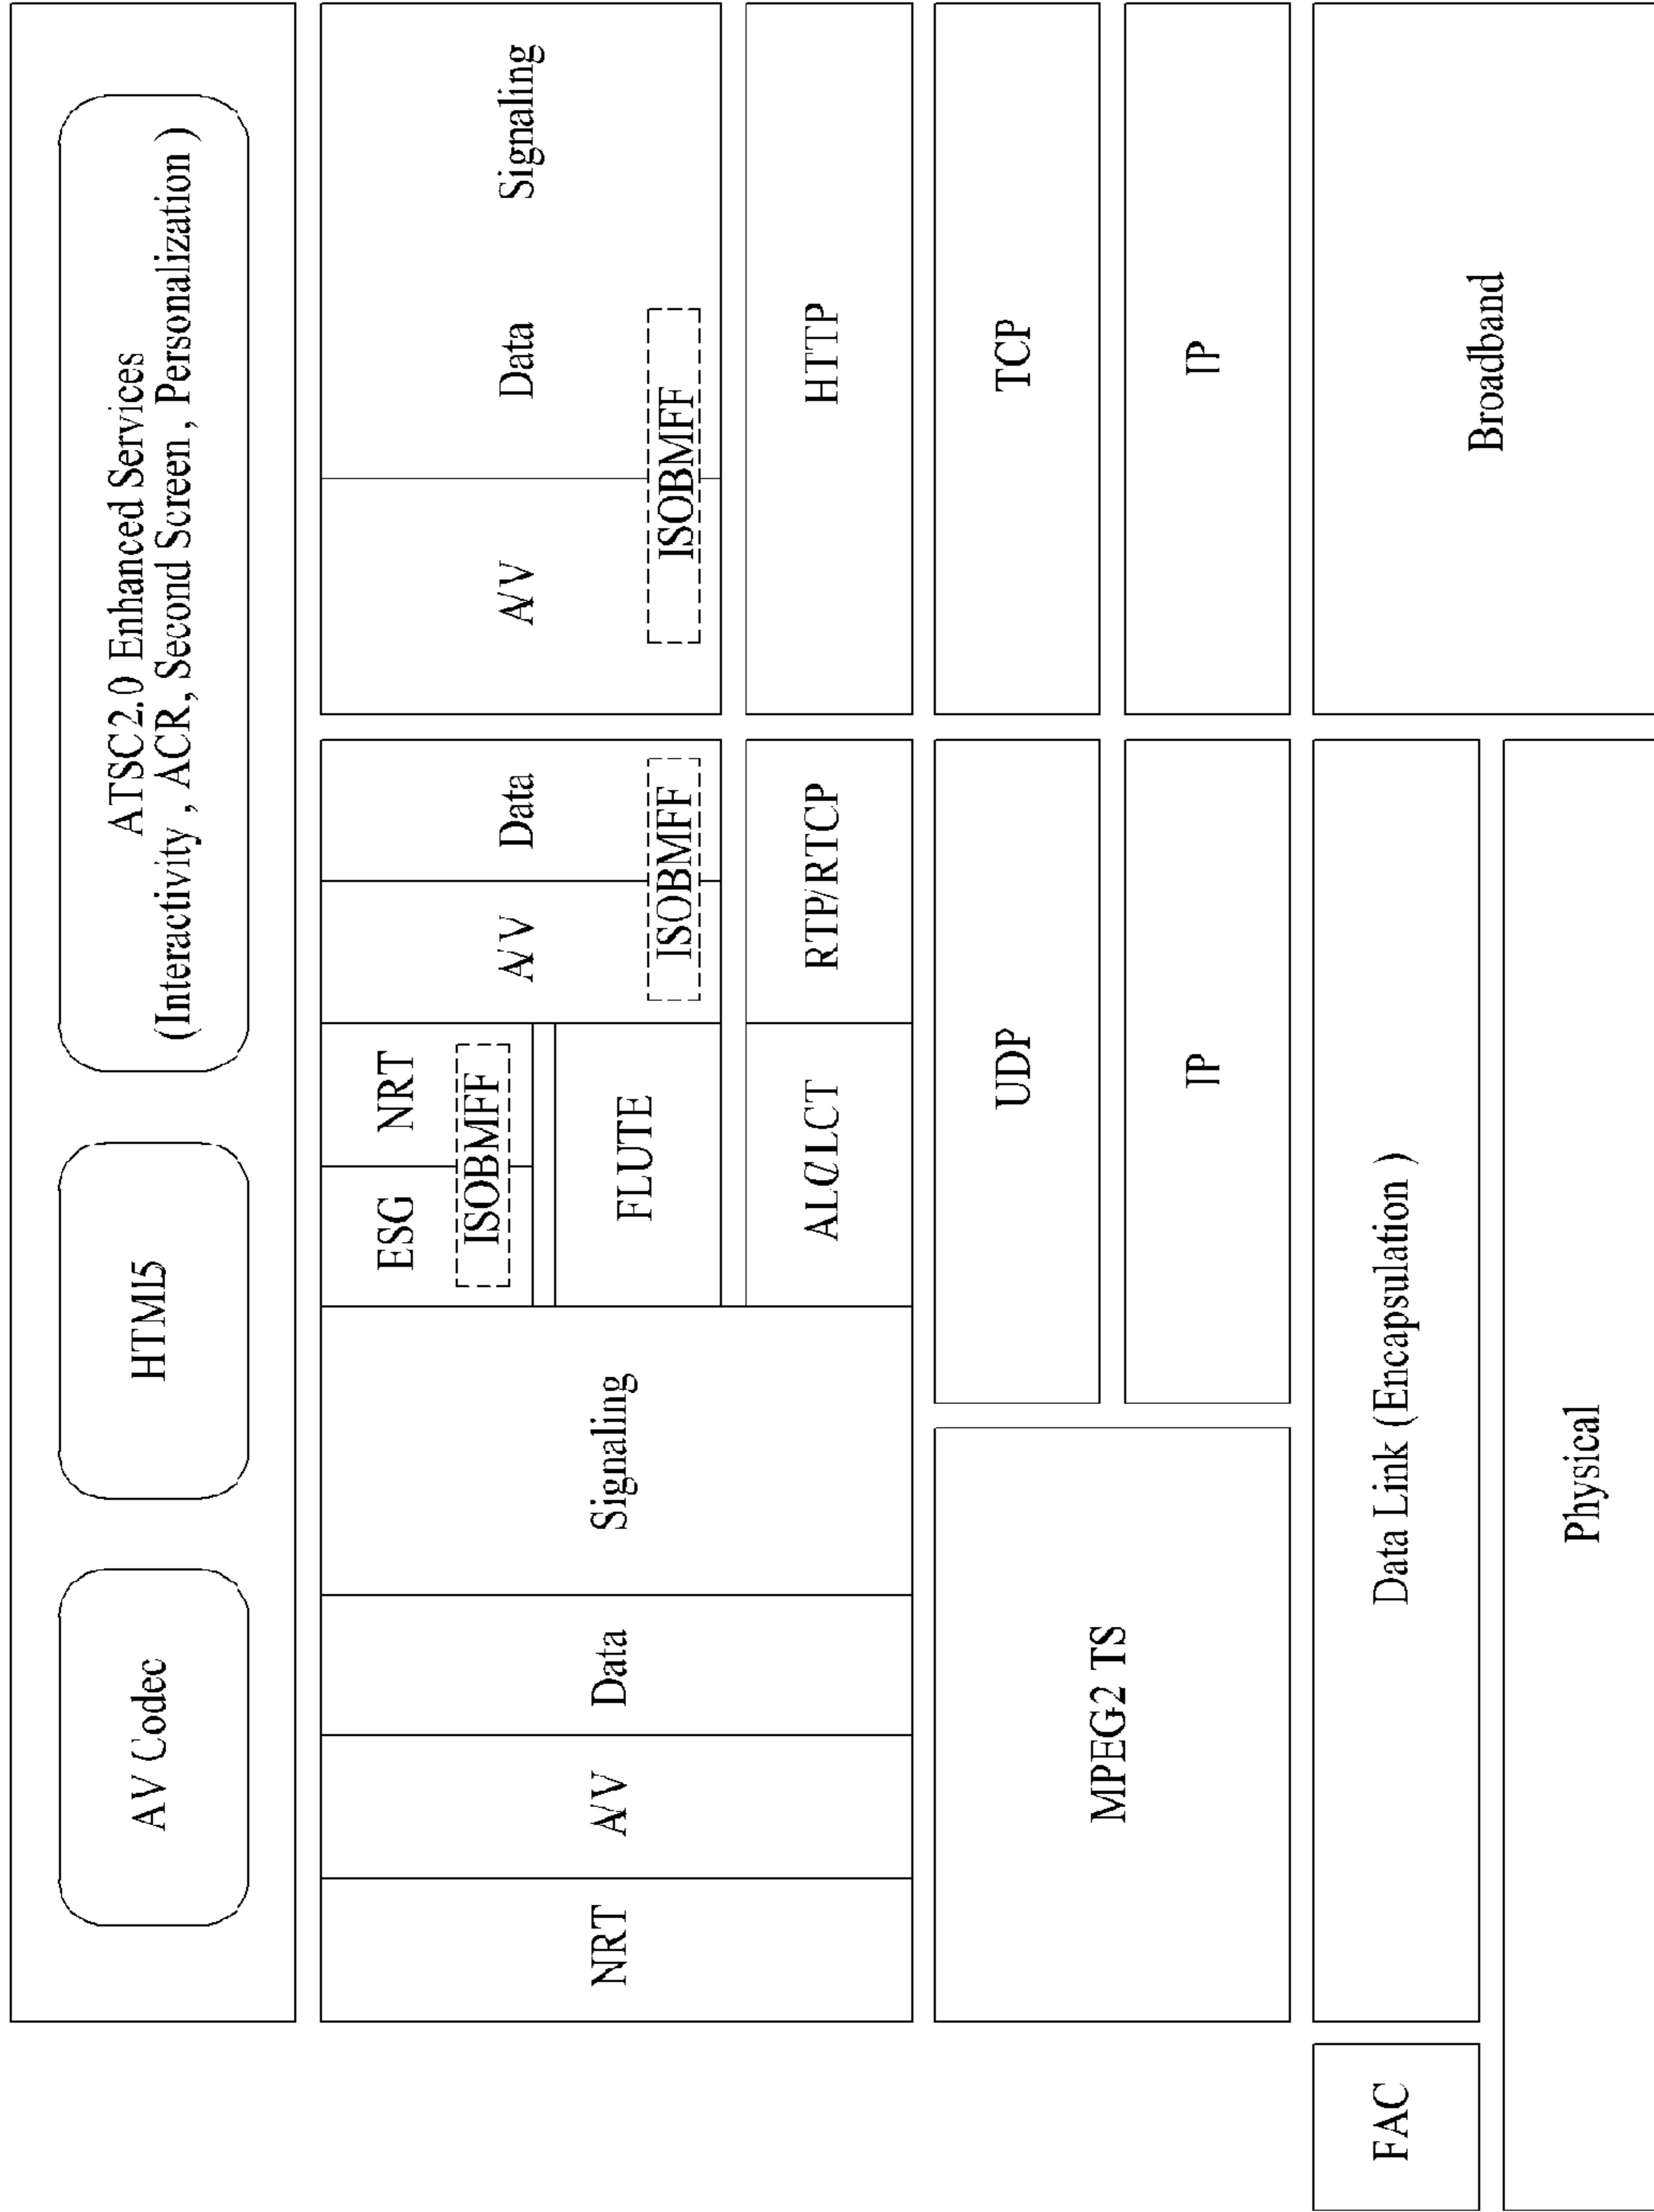 AV Codec
HTMl5
ATSC2.0 Enhanced Services
(Interactivity , ACR, Second Screen , Personalization )
NRT
A/V
Data
Signaling
ESG
NRT
ISOBMFF
FLUTE
ALC/LCT
A/V
Data
ISOBMFF
RTP/RTCP
A/V
Data
Signaling
ISOBMFF
HTTP
MPEG2 TS
UDP
IP
TCP
IP
FAC
Data Link (Encapsulation )
Broadband
Physical